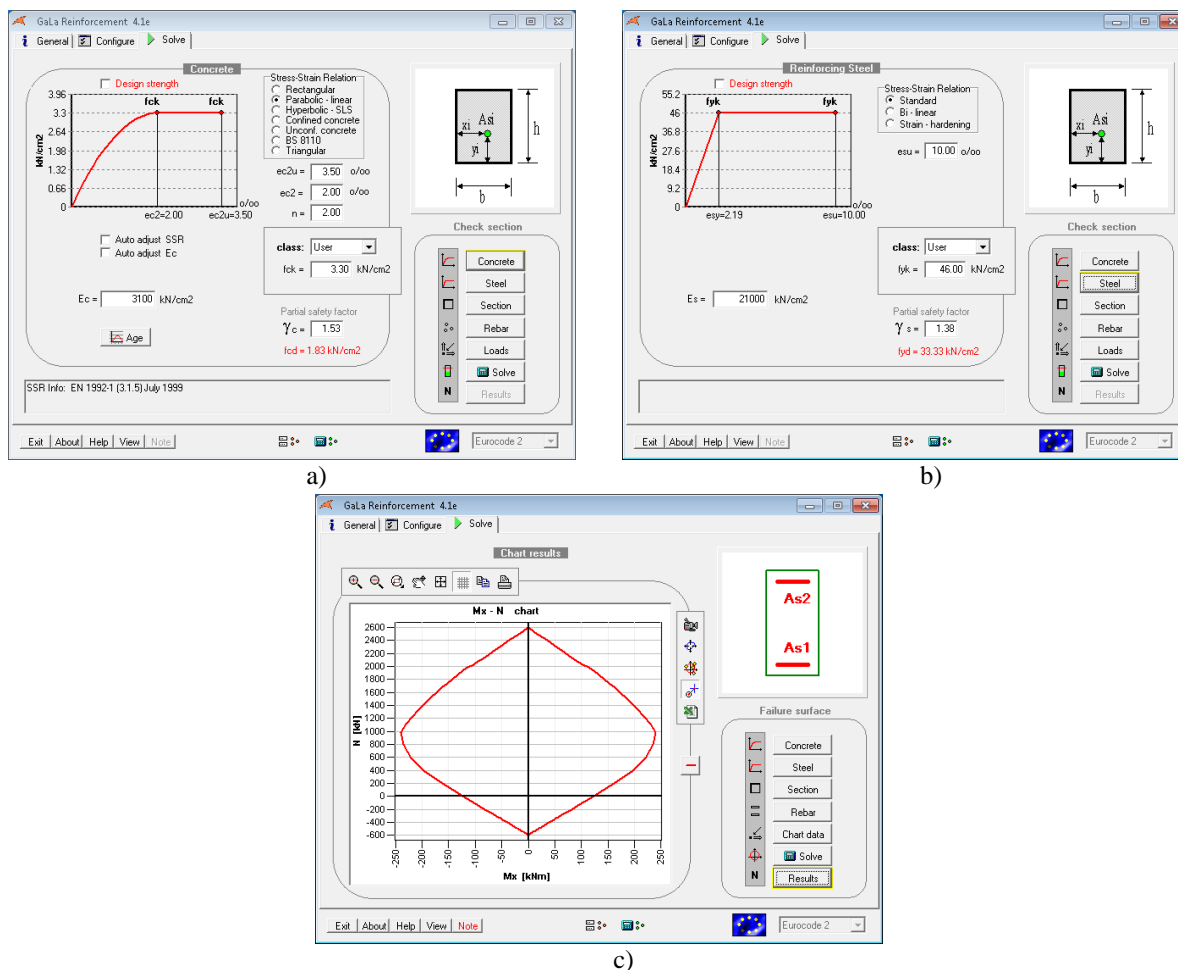 GaLa Reinforcement 4.1e
General Configure Solve
Concrete
Design strength
3.96
3.3
2.64
1.98
1.32
0.66
0
kN/cm2
fck fck
o/oo
ec2=2.00 ec2u=3.50
Stress-Strain Relation
Rectangular
Parabolic - linear
Hyperbolic - SLS
Confined concrete
Unconf. concrete
BS 8110
Triangular
ec2u = 3.50 o/oo
ec2 = 2.00 o/oo
n = 2.00
Auto adjust SSR
Auto adjust Ec
class: User
fck = 3.30 kN/cm2
Ec = 3100 kN/cm2
Age
Partial safety factor
γc = 1.53
fcd = 1.83 kN/cm2
SSR Info: EN 1992-1 (3.1.5) July 1999
Asi
xi
yi
h
b
Check section
Concrete
Steel
Section
Rebar
Loads
Solve
N Results
Exit About Help View Note
Eurocode 2
a)
GaLa Reinforcement 4.1e
General Configure Solve
Reinforcing Steel
Design strength
55.2
46
36.8
27.6
18.4
9.2
0
kN/cm2
fyk fyk
o/oo
esy=2.19 esu=10.00
Stress-Strain Relation
Standard
Bi - linear
Strain - hardening
esu = 10.00 o/oo
class: User
fyk = 46.00 kN/cm2
Es = 21000 kN/cm2
Partial safety factor
γs = 1.38
fyd = 33.33 kN/cm2
Asi
xi
yi
h
b
Check section
Concrete
Steel
Section
Rebar
Loads
Solve
N Results
Exit About Help View Note
Eurocode 2
b)
GaLa Reinforcement 4.1e
General Configure Solve
Chart results
Mx - N chart
2600
2400
2200
2000
1800
1600
1400
1200
1000
800
600
400
200
0
-200
-400
-600
N [kN]
-250 -200 -150 -100 -50 0 50 100 150 200 250
Mx [kNm]
As2
As1
Failure surface
Concrete
Steel
Section
Rebar
Chart data
Solve
N Results
Exit About Help View Note
Eurocode 2
c)